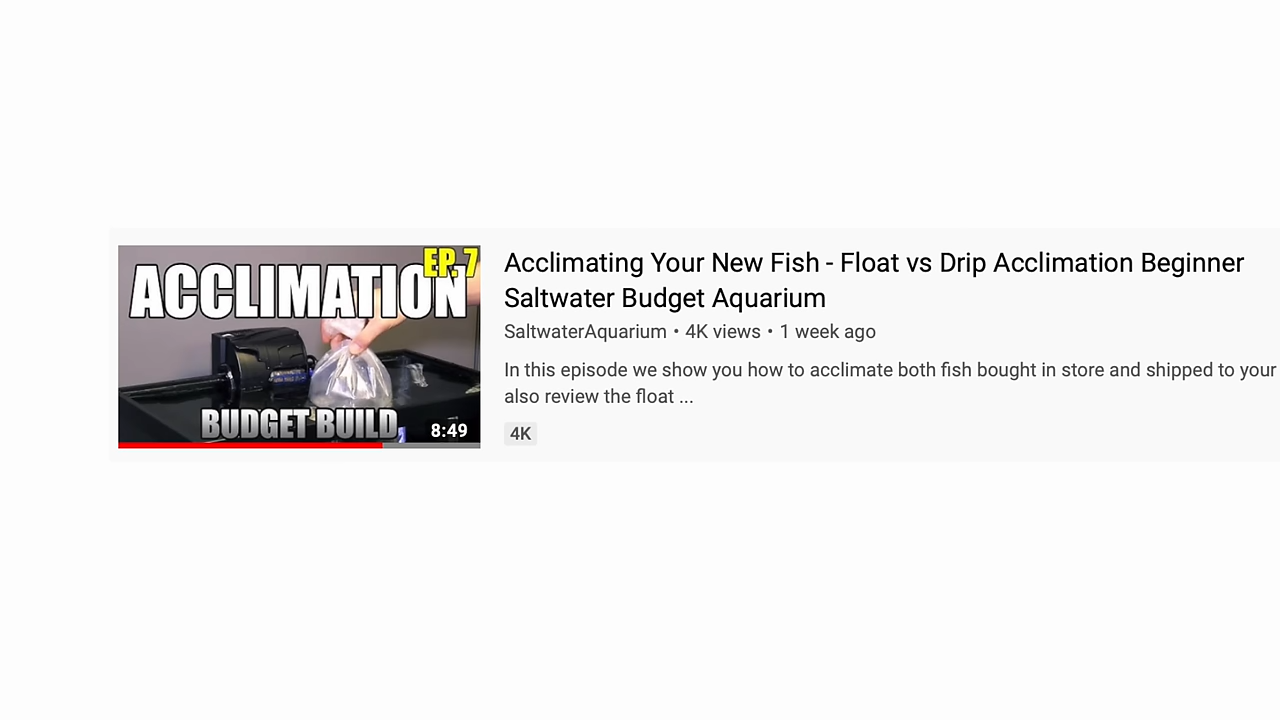 ACCLIMATION
EP.7
BUDGET BUILD
8:49
Acclimating Your New Fish - Float vs Drip Acclimation Beginner
Saltwater Budget Aquarium
SaltwaterAquarium • 4K views • 1 week ago
In this episode we show you how to acclimate both fish bought in store and shipped to your
also review the float ...
4K